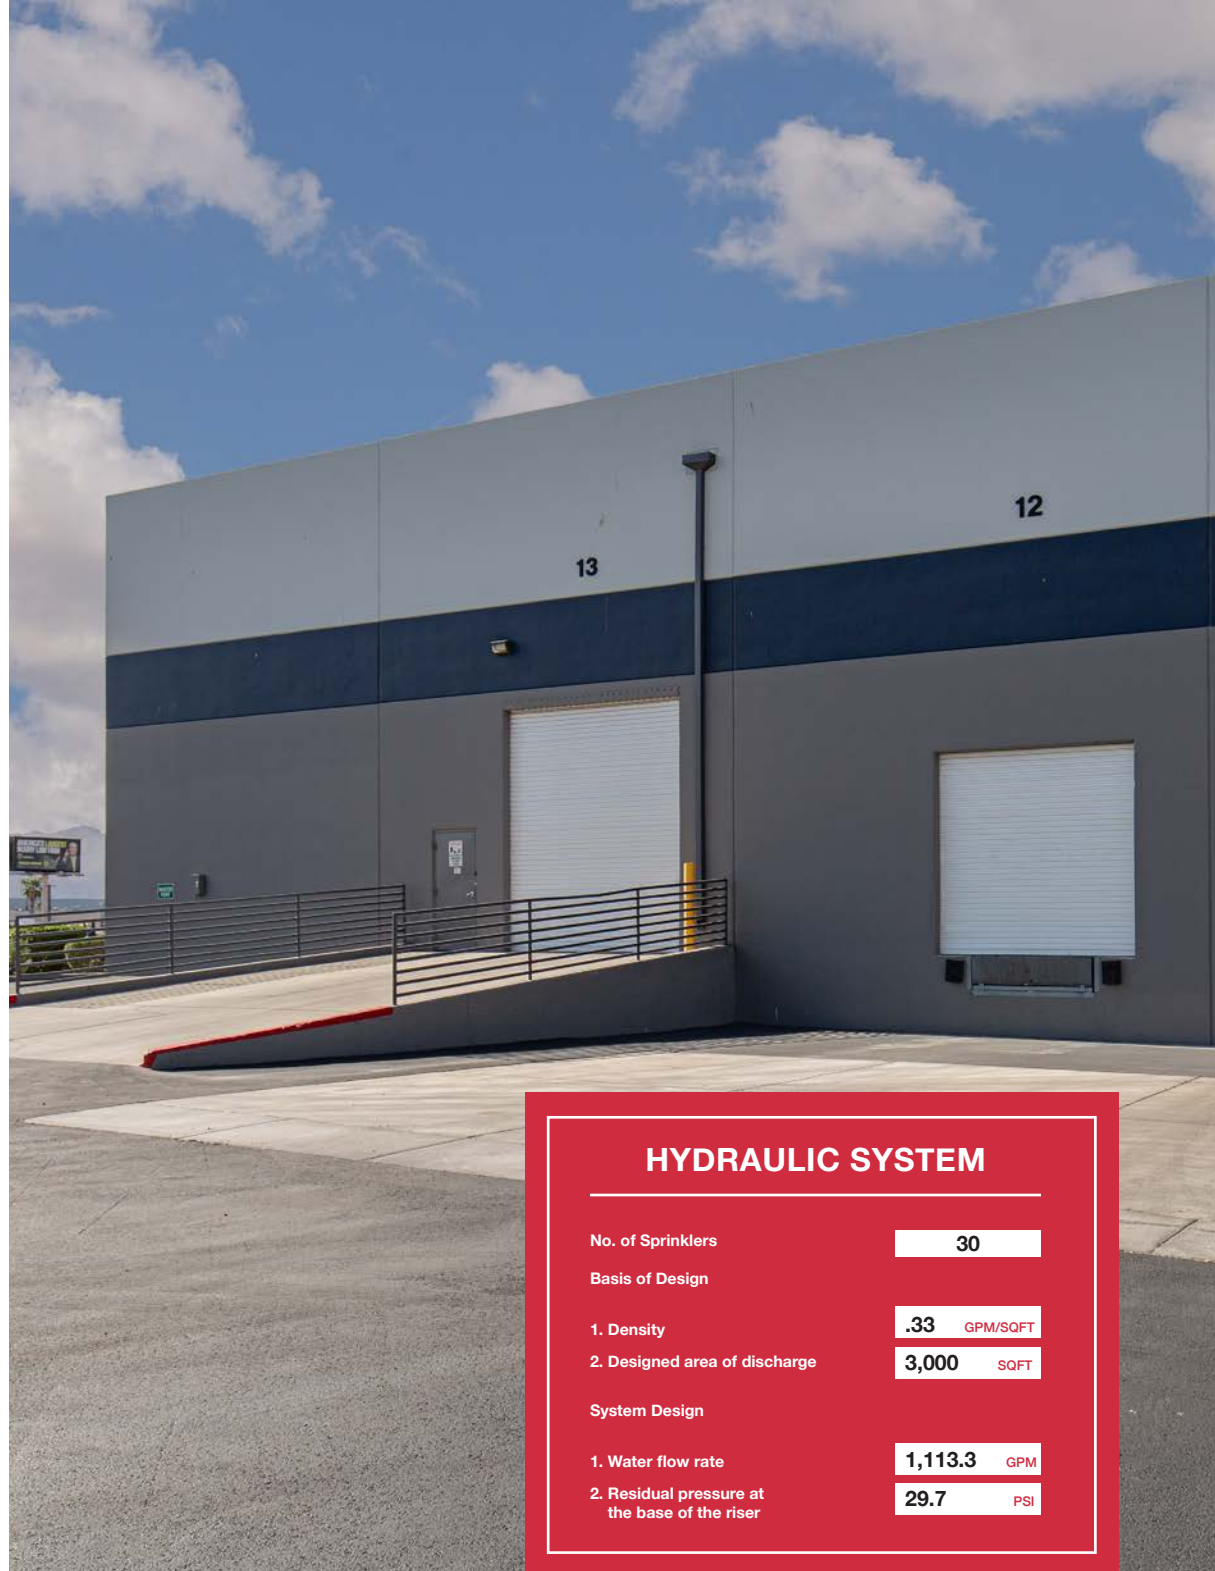 12
13
HYDRAULIC SYSTEM
No. of Sprinklers 30
Basis of Design
1. Density .33 GPM/SQFT
2. Designed area of discharge 3,000 SQFT
System Design
1. Water flow rate 1,113.3 GPM
2. Residual pressure at
the base of the riser 29.7 PSI